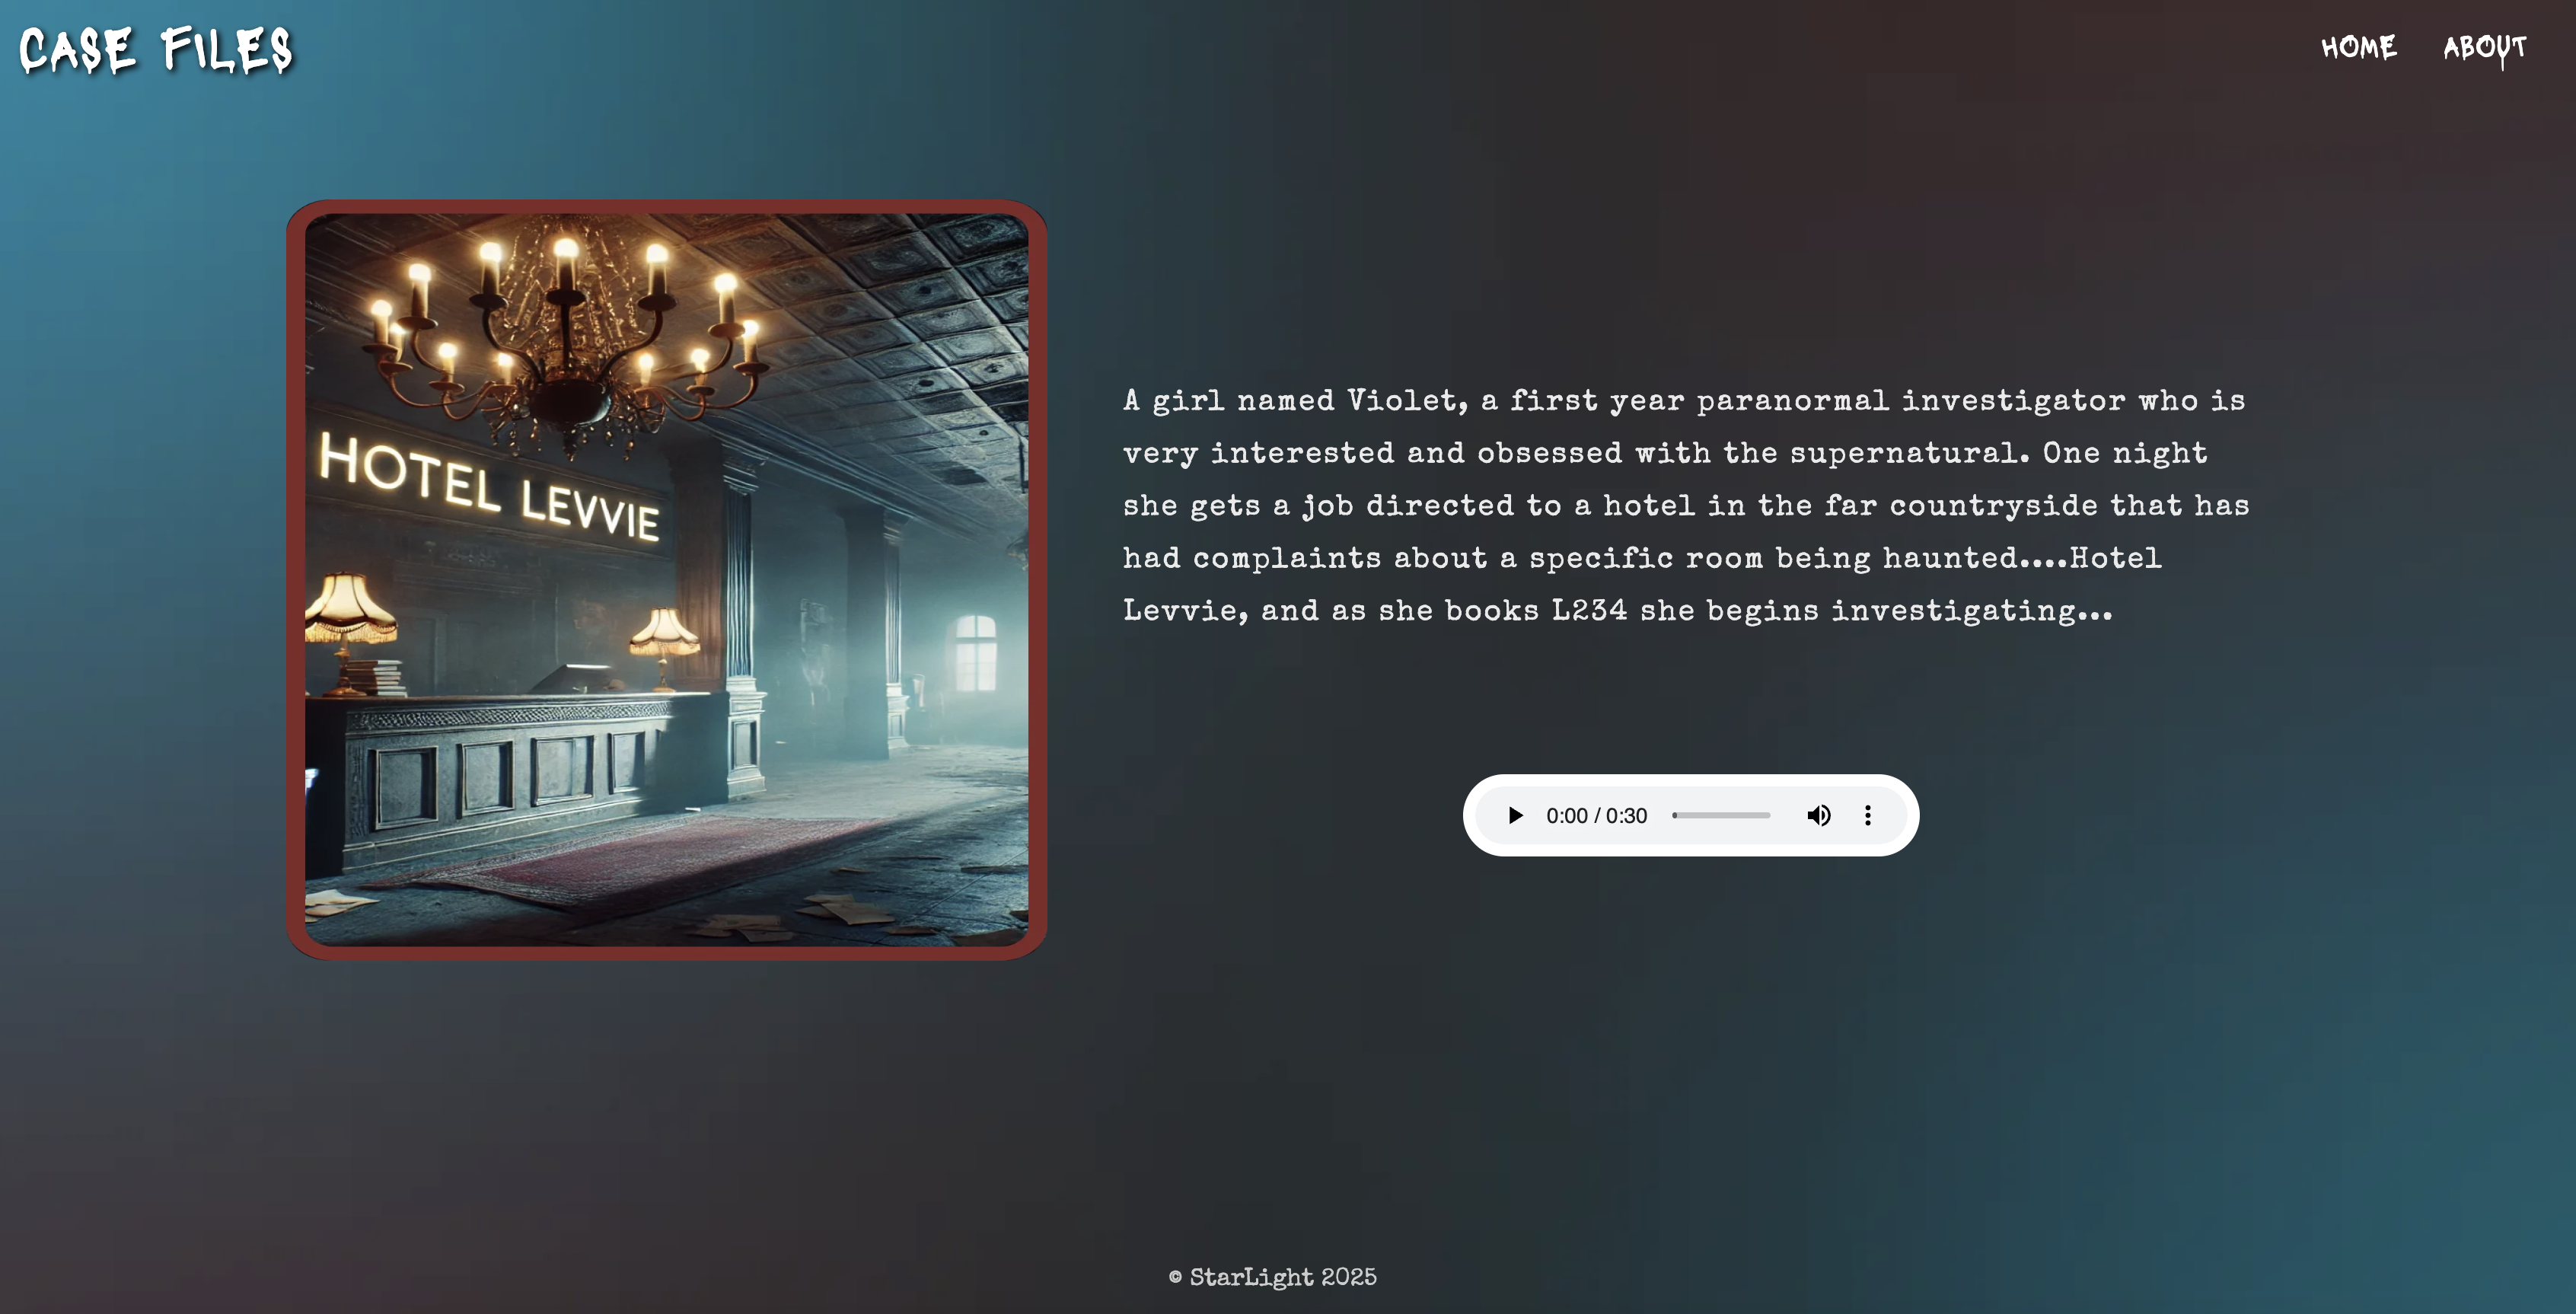 CASE FILES
HOME ABOUT
HOTEL LEVVIE
A girl named Violet, a first year paranormal investigator who is
very interested and obsessed with the supernatural. One night
she gets a job directed to a hotel in the far countryside that has
had complaints about a specific room being haunted....Hotel
Levvie, and as she books L234 she begins investigating...
0:00 / 0:30
© StarLight 2025